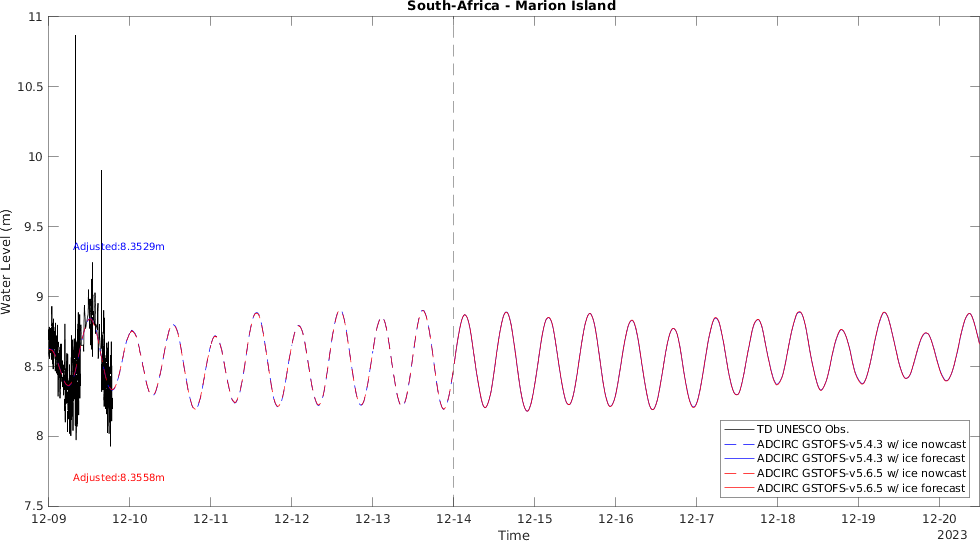 South-Africa - Marion Island
11
10.5
10
9.5
9
8.5
8
7.5
Water Level (m)
Adjusted:8.3529m
Adjusted:8.3558m
TD UNESCO Obs.
ADCIRC GSTOFS-v5.4.3 w/ ice nowcast
ADCIRC GSTOFS-v5.4.3 w/ ice forecast
ADCIRC GSTOFS-v5.6.5 w/ ice nowcast
ADCIRC GSTOFS-v5.6.5 w/ ice forecast
12-09 12-10 12-11 12-12 12-13 12-14 12-15 12-16 12-17 12-18 12-19 12-20
Time
2023